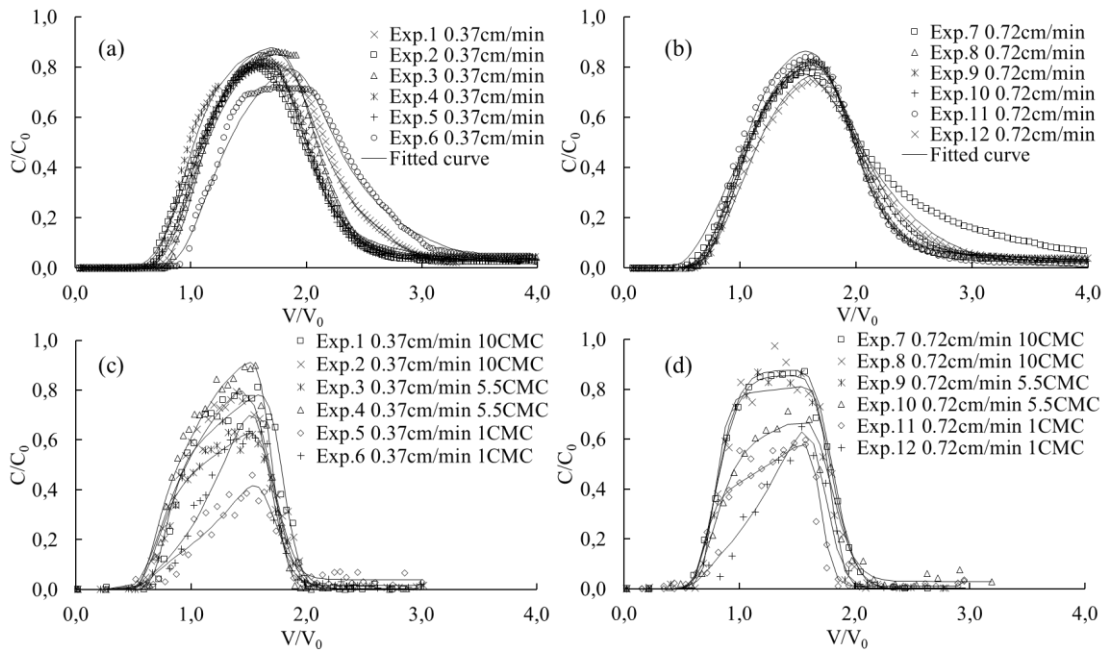 1,0
0,8
0,6
0,4
0,2
0,0
C/C0
(a)
Exp.1 0.37cm/min
Exp.2 0.37cm/min
Exp.3 0.37cm/min
Exp.4 0.37cm/min
Exp.5 0.37cm/min
Exp.6 0.37cm/min
Fitted curve
0,0 1,0 2,0 3,0 4,0
V/V0
1,0
0,8
0,6
0,4
0,2
0,0
C/C0
(b)
Exp.7 0.72cm/min
Exp.8 0.72cm/min
Exp.9 0.72cm/min
Exp.10 0.72cm/min
Exp.11 0.72cm/min
Exp.12 0.72cm/min
Fitted curve
0,0 1,0 2,0 3,0 4,0
V/V0
1,0
0,8
0,6
0,4
0,2
0,0
C/C0
(c)
Exp.1 0.37cm/min 10CMC
Exp.2 0.37cm/min 10CMC
Exp.3 0.37cm/min 5.5CMC
Exp.4 0.37cm/min 5.5CMC
Exp.5 0.37cm/min 1CMC
Exp.6 0.37cm/min 1CMC
0,0 1,0 2,0 3,0 4,0
V/V0
1,0
0,8
0,6
0,4
0,2
0,0
C/C0
(d)
Exp.7 0.72cm/min 10CMC
Exp.8 0.72cm/min 10CMC
Exp.9 0.72cm/min 5.5CMC
Exp.10 0.72cm/min 5.5CMC
Exp.11 0.72cm/min 1CMC
Exp.12 0.72cm/min 1CMC
0,0 1,0 2,0 3,0 4,0
V/V0